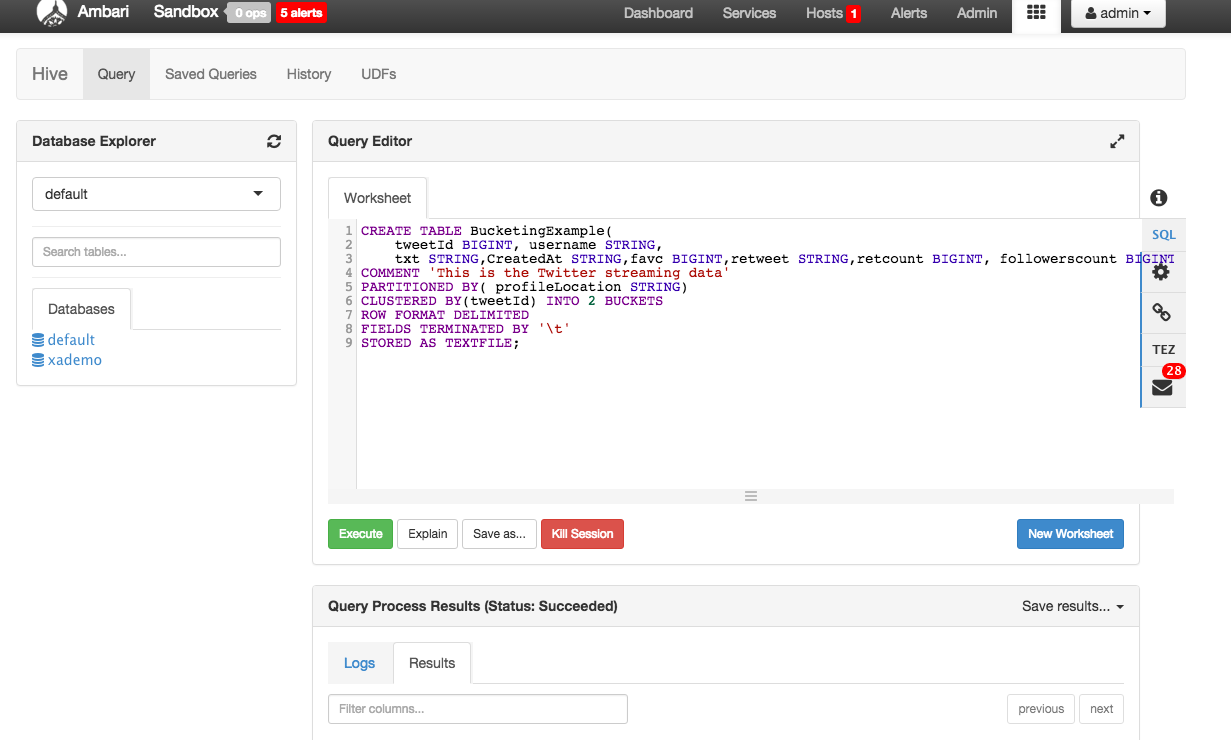 Ambari Sandbox 0 ops 5 alerts Dashboard Services Hosts 1 Alerts Admin admin
Hive Query Saved Queries History UDFs
Database Explorer
default
Search tables...
Databases
default
xademo
Query Editor
Worksheet
1 CREATE TABLE BucketingExample(
2 tweetId BIGINT, username STRING,
3 txt STRING,CreatedAt STRING,favc BIGINT,retweet STRING,retcount BIGINT, followerscount BIGINT
4 COMMENT 'This is the Twitter streaming data'
5 PARTITIONED BY( profileLocation STRING)
6 CLUSTERED BY(tweetId) INTO 2 BUCKETS
7 ROW FORMAT DELIMITED
8 FIELDS TERMINATED BY '\t'
9 STORED AS TEXTFILE;
SQL
TEZ
28
Execute Explain Save as... Kill Session New Worksheet
Query Process Results (Status: Succeeded) Save results...
Logs Results
Filter columns... previous next